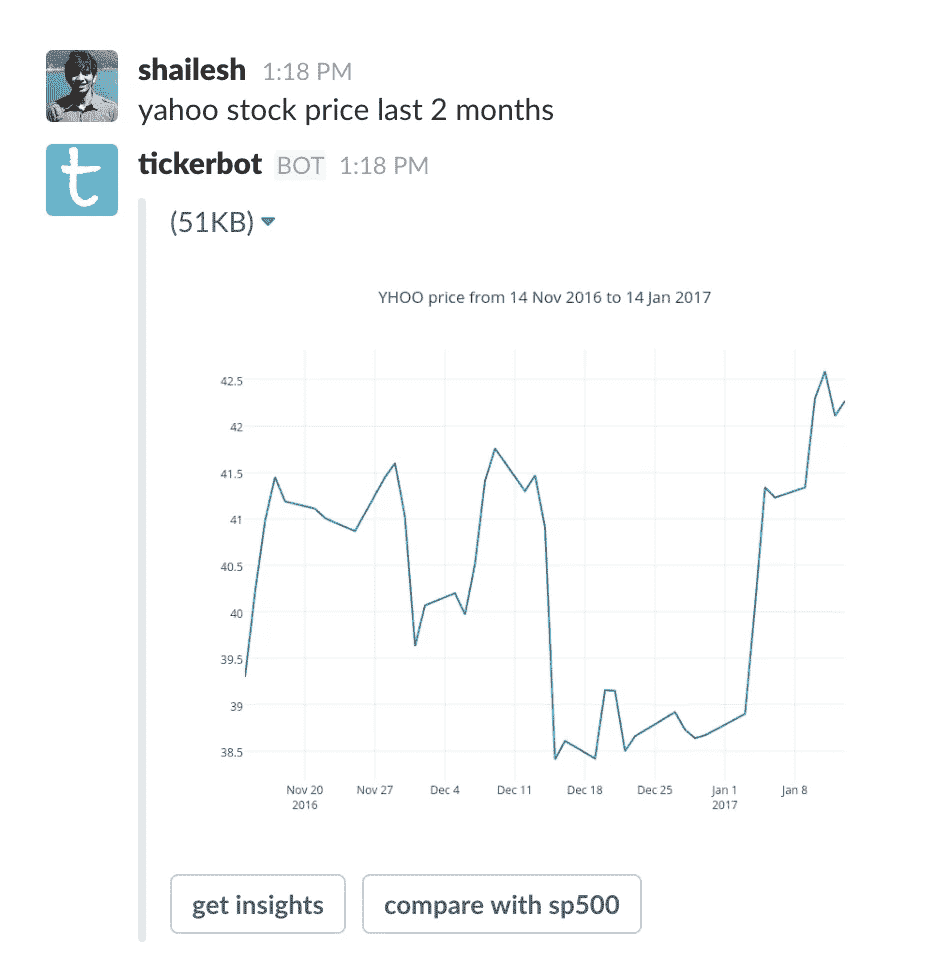 shailesh 1:18 PM
yahoo stock price last 2 months
t
tickerbot BOT 1:18 PM
(51KB)
YHOO price from 14 Nov 2016 to 14 Jan 2017
42.5
42
41.5
41
40.5
40
39.5
39
38.5
Nov 20 Nov 27 Dec 4 Dec 11 Dec 18 Dec 25 Jan 1 Jan 8
2016 2017
get insights compare with sp500